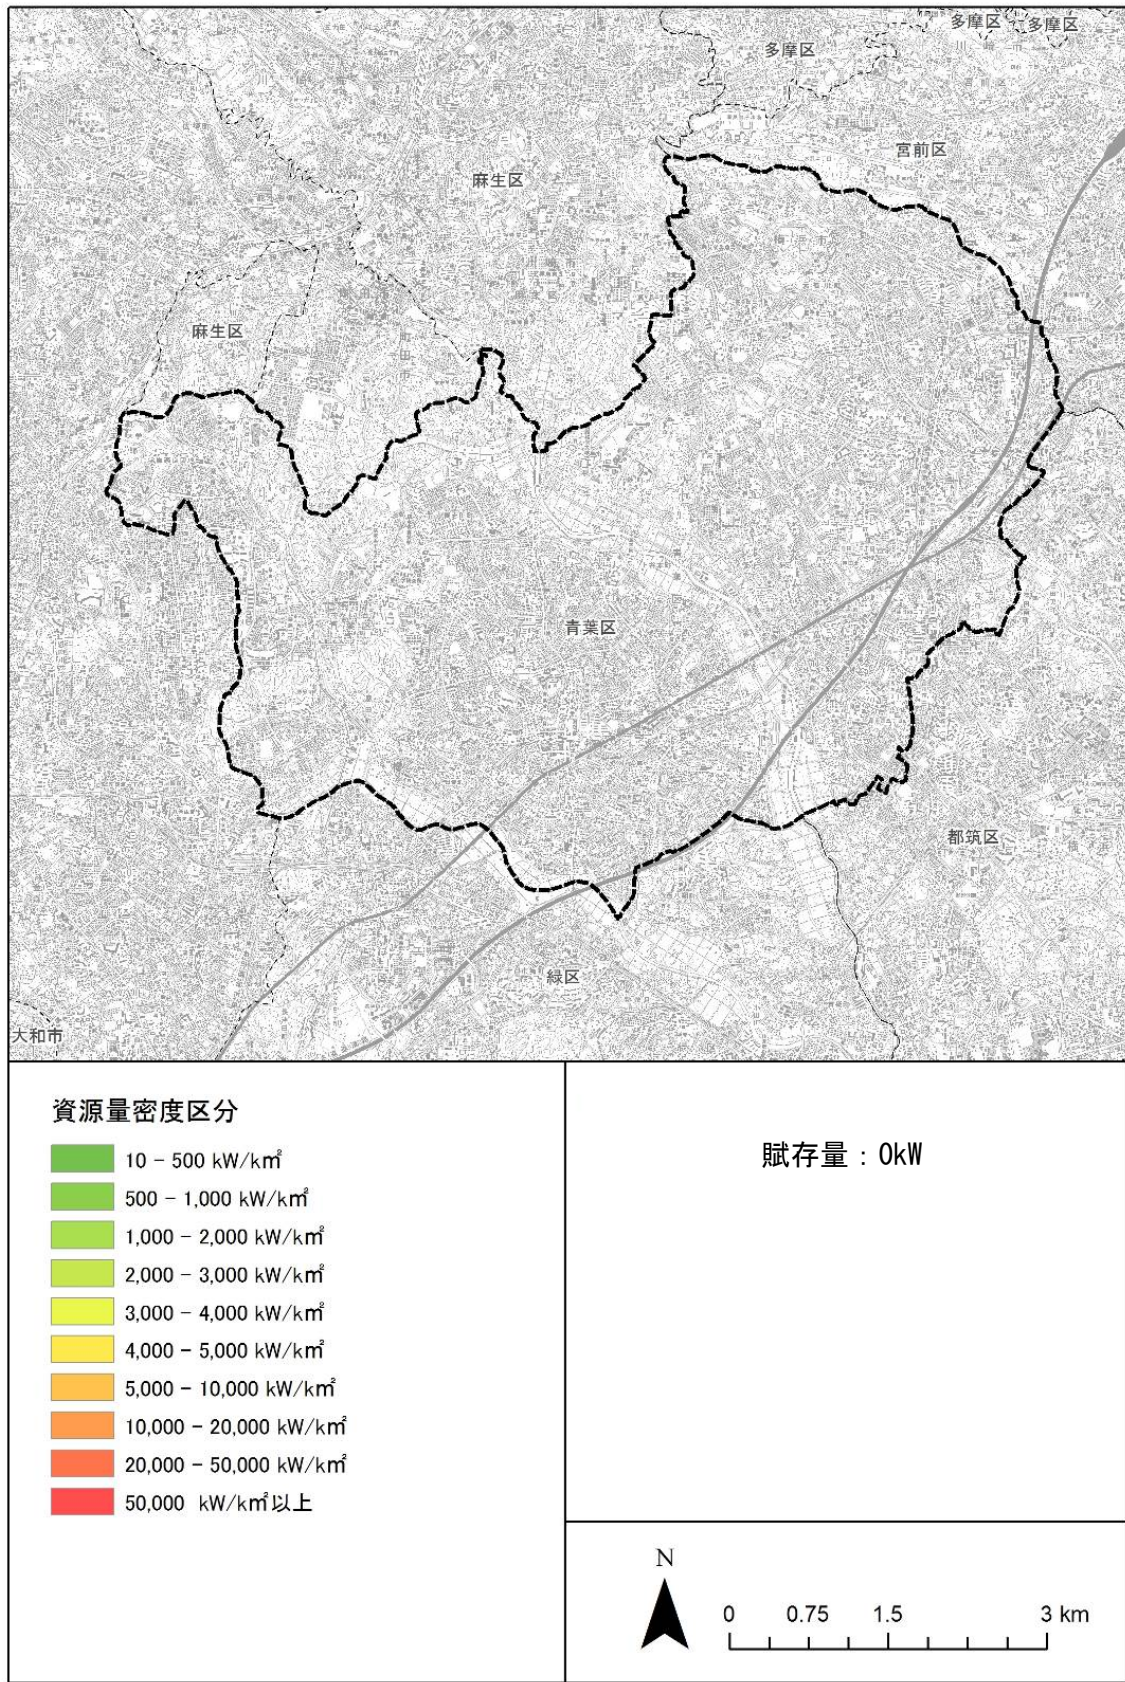 多摩区
多摩区
多摩区
宮前区
麻生区
麻生区
青葉区
都筑区
緑区
大和市
資源量密度区分
10 - 500 kW/k㎡
500 - 1,000 kW/k㎡
1,000 - 2,000 kW/k㎡
2,000 - 3,000 kW/k㎡
3,000 - 4,000 kW/k㎡
4,000 - 5,000 kW/k㎡
5,000 - 10,000 kW/k㎡
10,000 - 20,000 kW/k㎡
20,000 - 50,000 kW/k㎡
50,000 kW/k㎡以上
賦存量：0kW
N
0 0.75 1.5 3 km